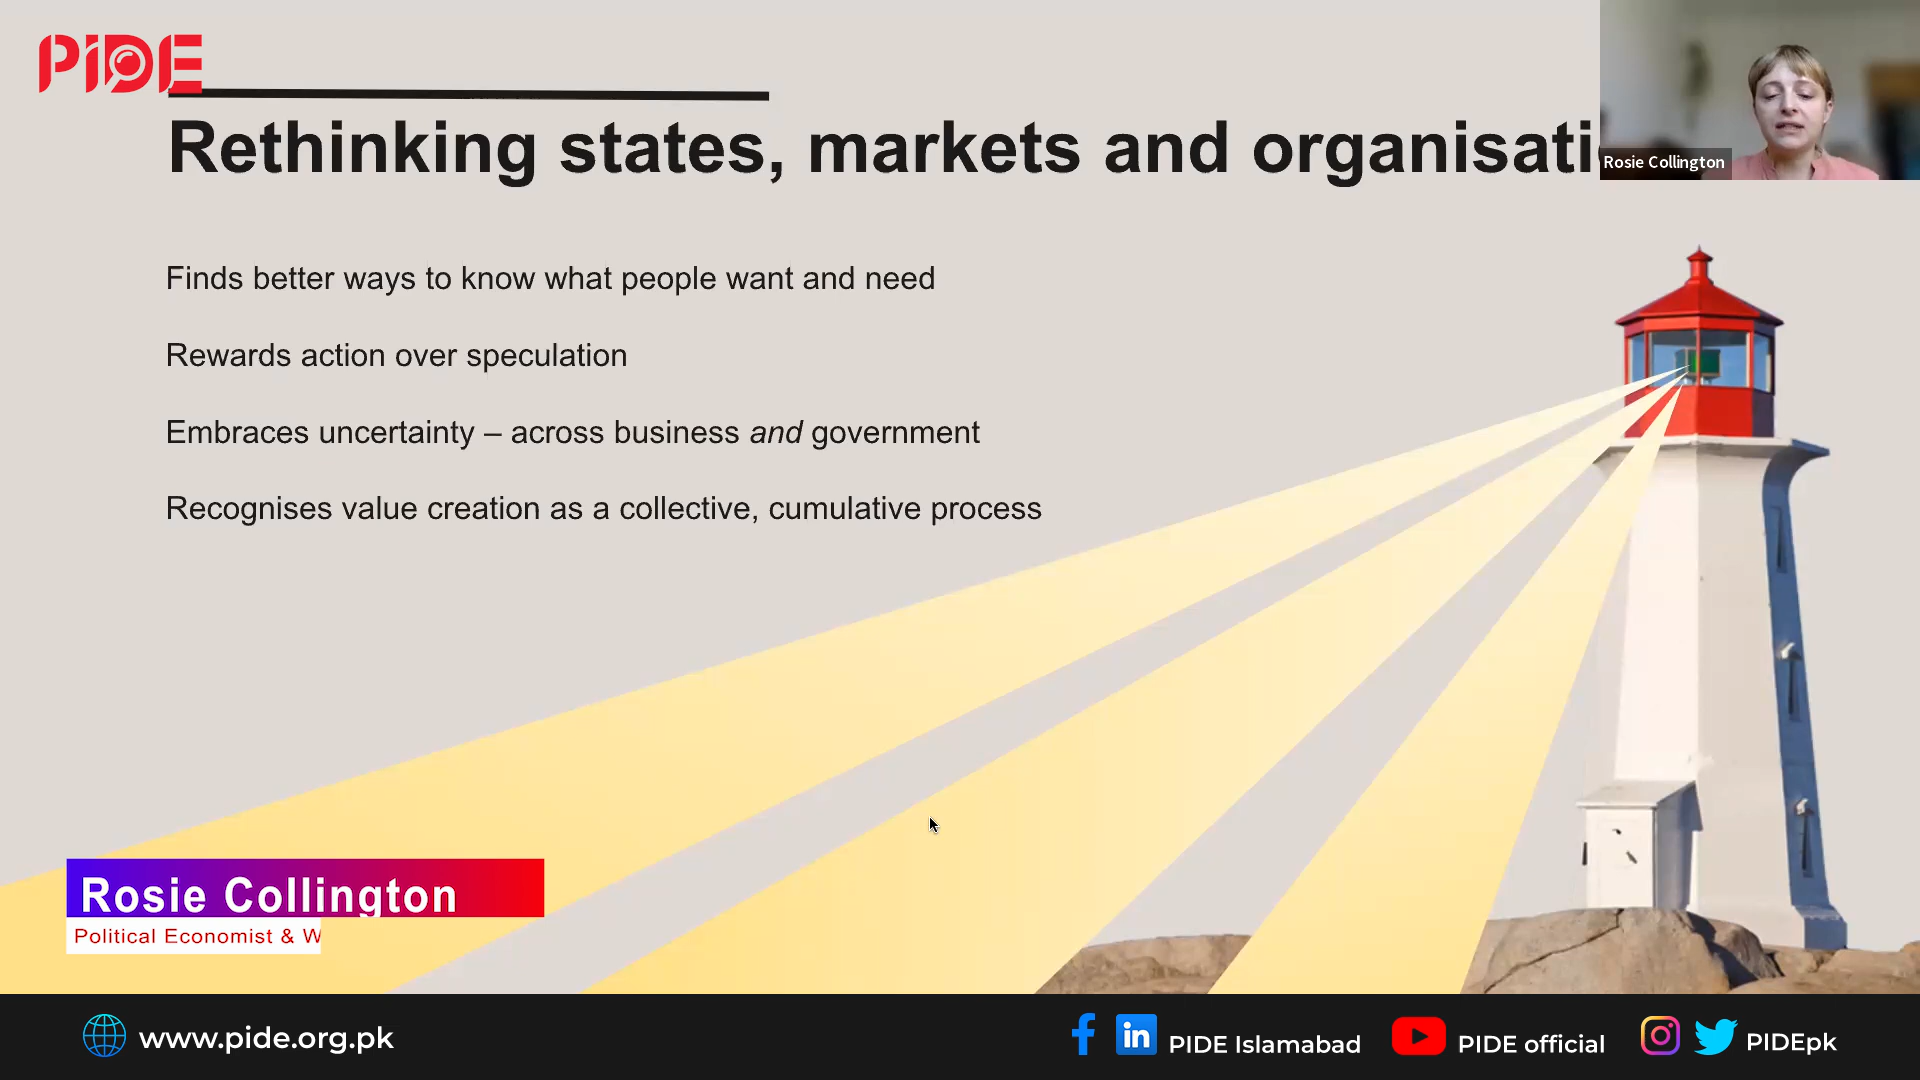 PiDE
Rethinking states, markets and organisati
Rosie Collington
Finds better ways to know what people want and need
Rewards action over speculation
Embraces uncertainty – across business and government
Recognises value creation as a collective, cumulative process
Rosie Collington
Political Economist & W
www.pide.org.pk
PIDE Islamabad
PIDE official
PIDEpk